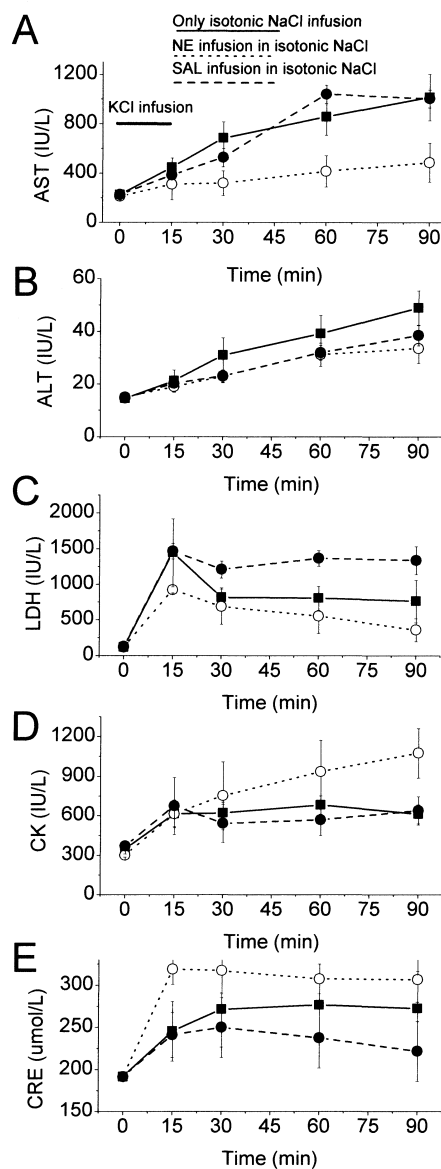 A
Only isotonic NaCl infusion
NE infusion in isotonic NaCl
SAL infusion in isotonic NaCl
KCl infusion
AST (IU/L)
1200
800
400
0
0 15 30 45 60 75 90
Time (min)
B
ALT (IU/L)
60
40
20
0
0 15 30 45 60 75 90
Time (min)
C
LDH (IU/L)
2000
1500
1000
500
0
0 15 30 45 60 75 90
Time (min)
D
CK (IU/L)
1200
900
600
300
0
0 15 30 45 60 75 90
Time (min)
E
CRE (umol/L)
300
250
200
150
0 15 30 45 60 75 90
Time (min)